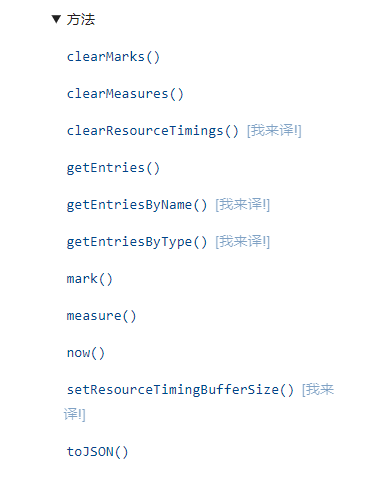 ▼ 方法
clearMarks()
clearMeasures()
clearResourceTimings() [我来译!]
getEntries()
getEntriesByName() [我来译!]
getEntriesByType() [我来译!]
mark()
measure()
now()
setResourceTimingBufferSize() [我来
译!]
toJSON()